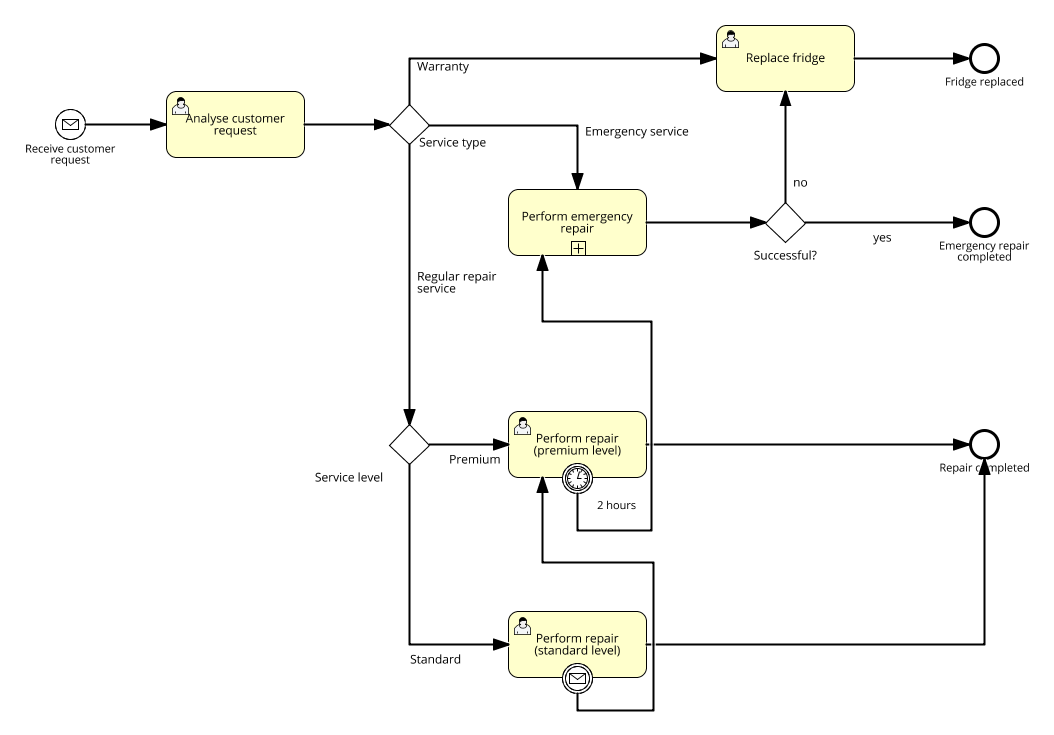 Replace fridge
Warranty
Fridge replaced
Analyse customer
request
Receive customer
request
Service type
Emergency service
no
Perform emergency
repair
yes
Successful?
Emergency repair
completed
Regular repair
service
Perform repair
(premium level)
Premium
Service level
Repair completed
2 hours
Perform repair
(standard level)
Standard